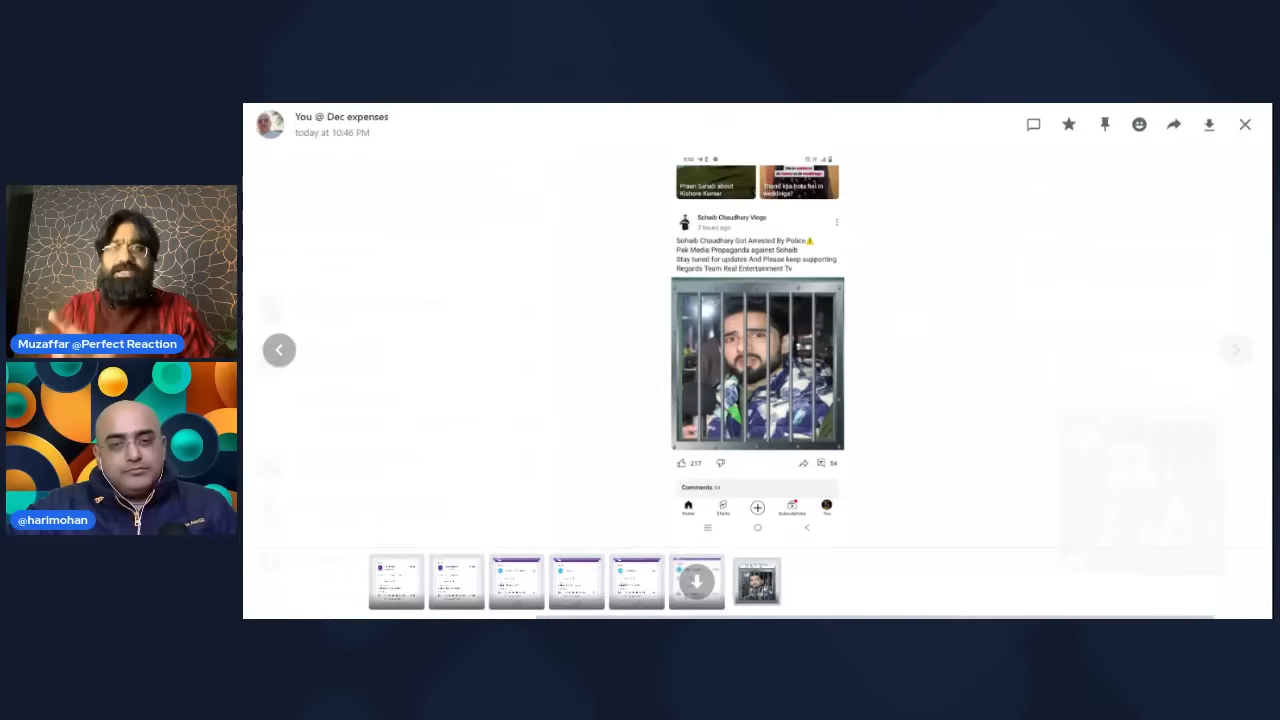 You @ Dec expenses
today at 10:46 PM
Praan Sahab about
Kishore Kumar
Thand kya hota hai in
weddings?
Sohaib Chaudhary Vlogs
7 hours ago
Sohaib Chaudhary Got Arrested By Police⚠️
Pak Media Propaganda against Sohaib
Stay tuned for updates And Please keep supporting
Regards Team Real Entertainment Tv
217
54
Comments 54
Home
Shorts
Subscriptions
You
Muzaffar @Perfect Reaction
@harimohan